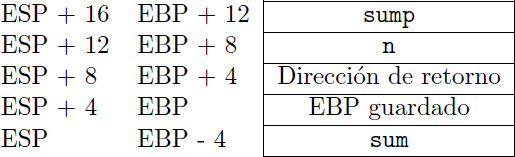 ESP + 16 EBP + 12 sump
ESP + 12 EBP + 8 n
ESP + 8 EBP + 4 Dirección de retorno
ESP + 4 EBP EBP guardado
ESP EBP - 4 sum